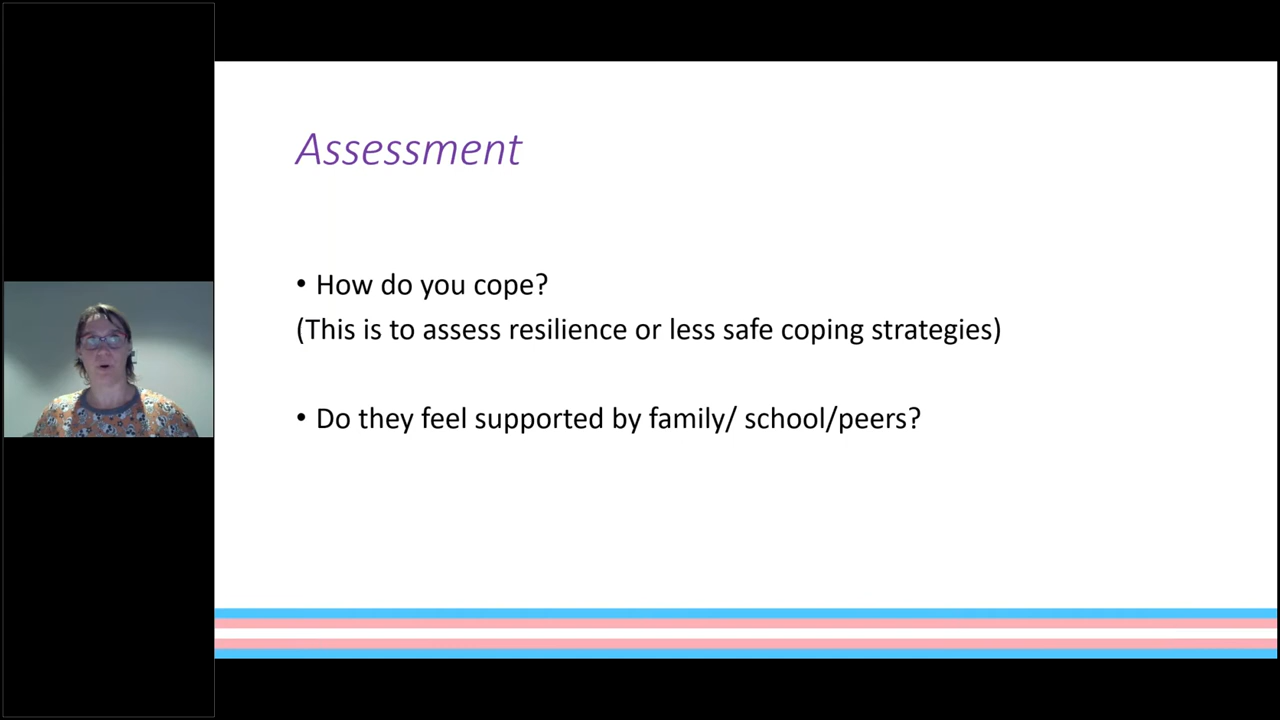 Assessment
• How do you cope?
(This is to assess resilience or less safe coping strategies)
• Do they feel supported by family/ school/peers?